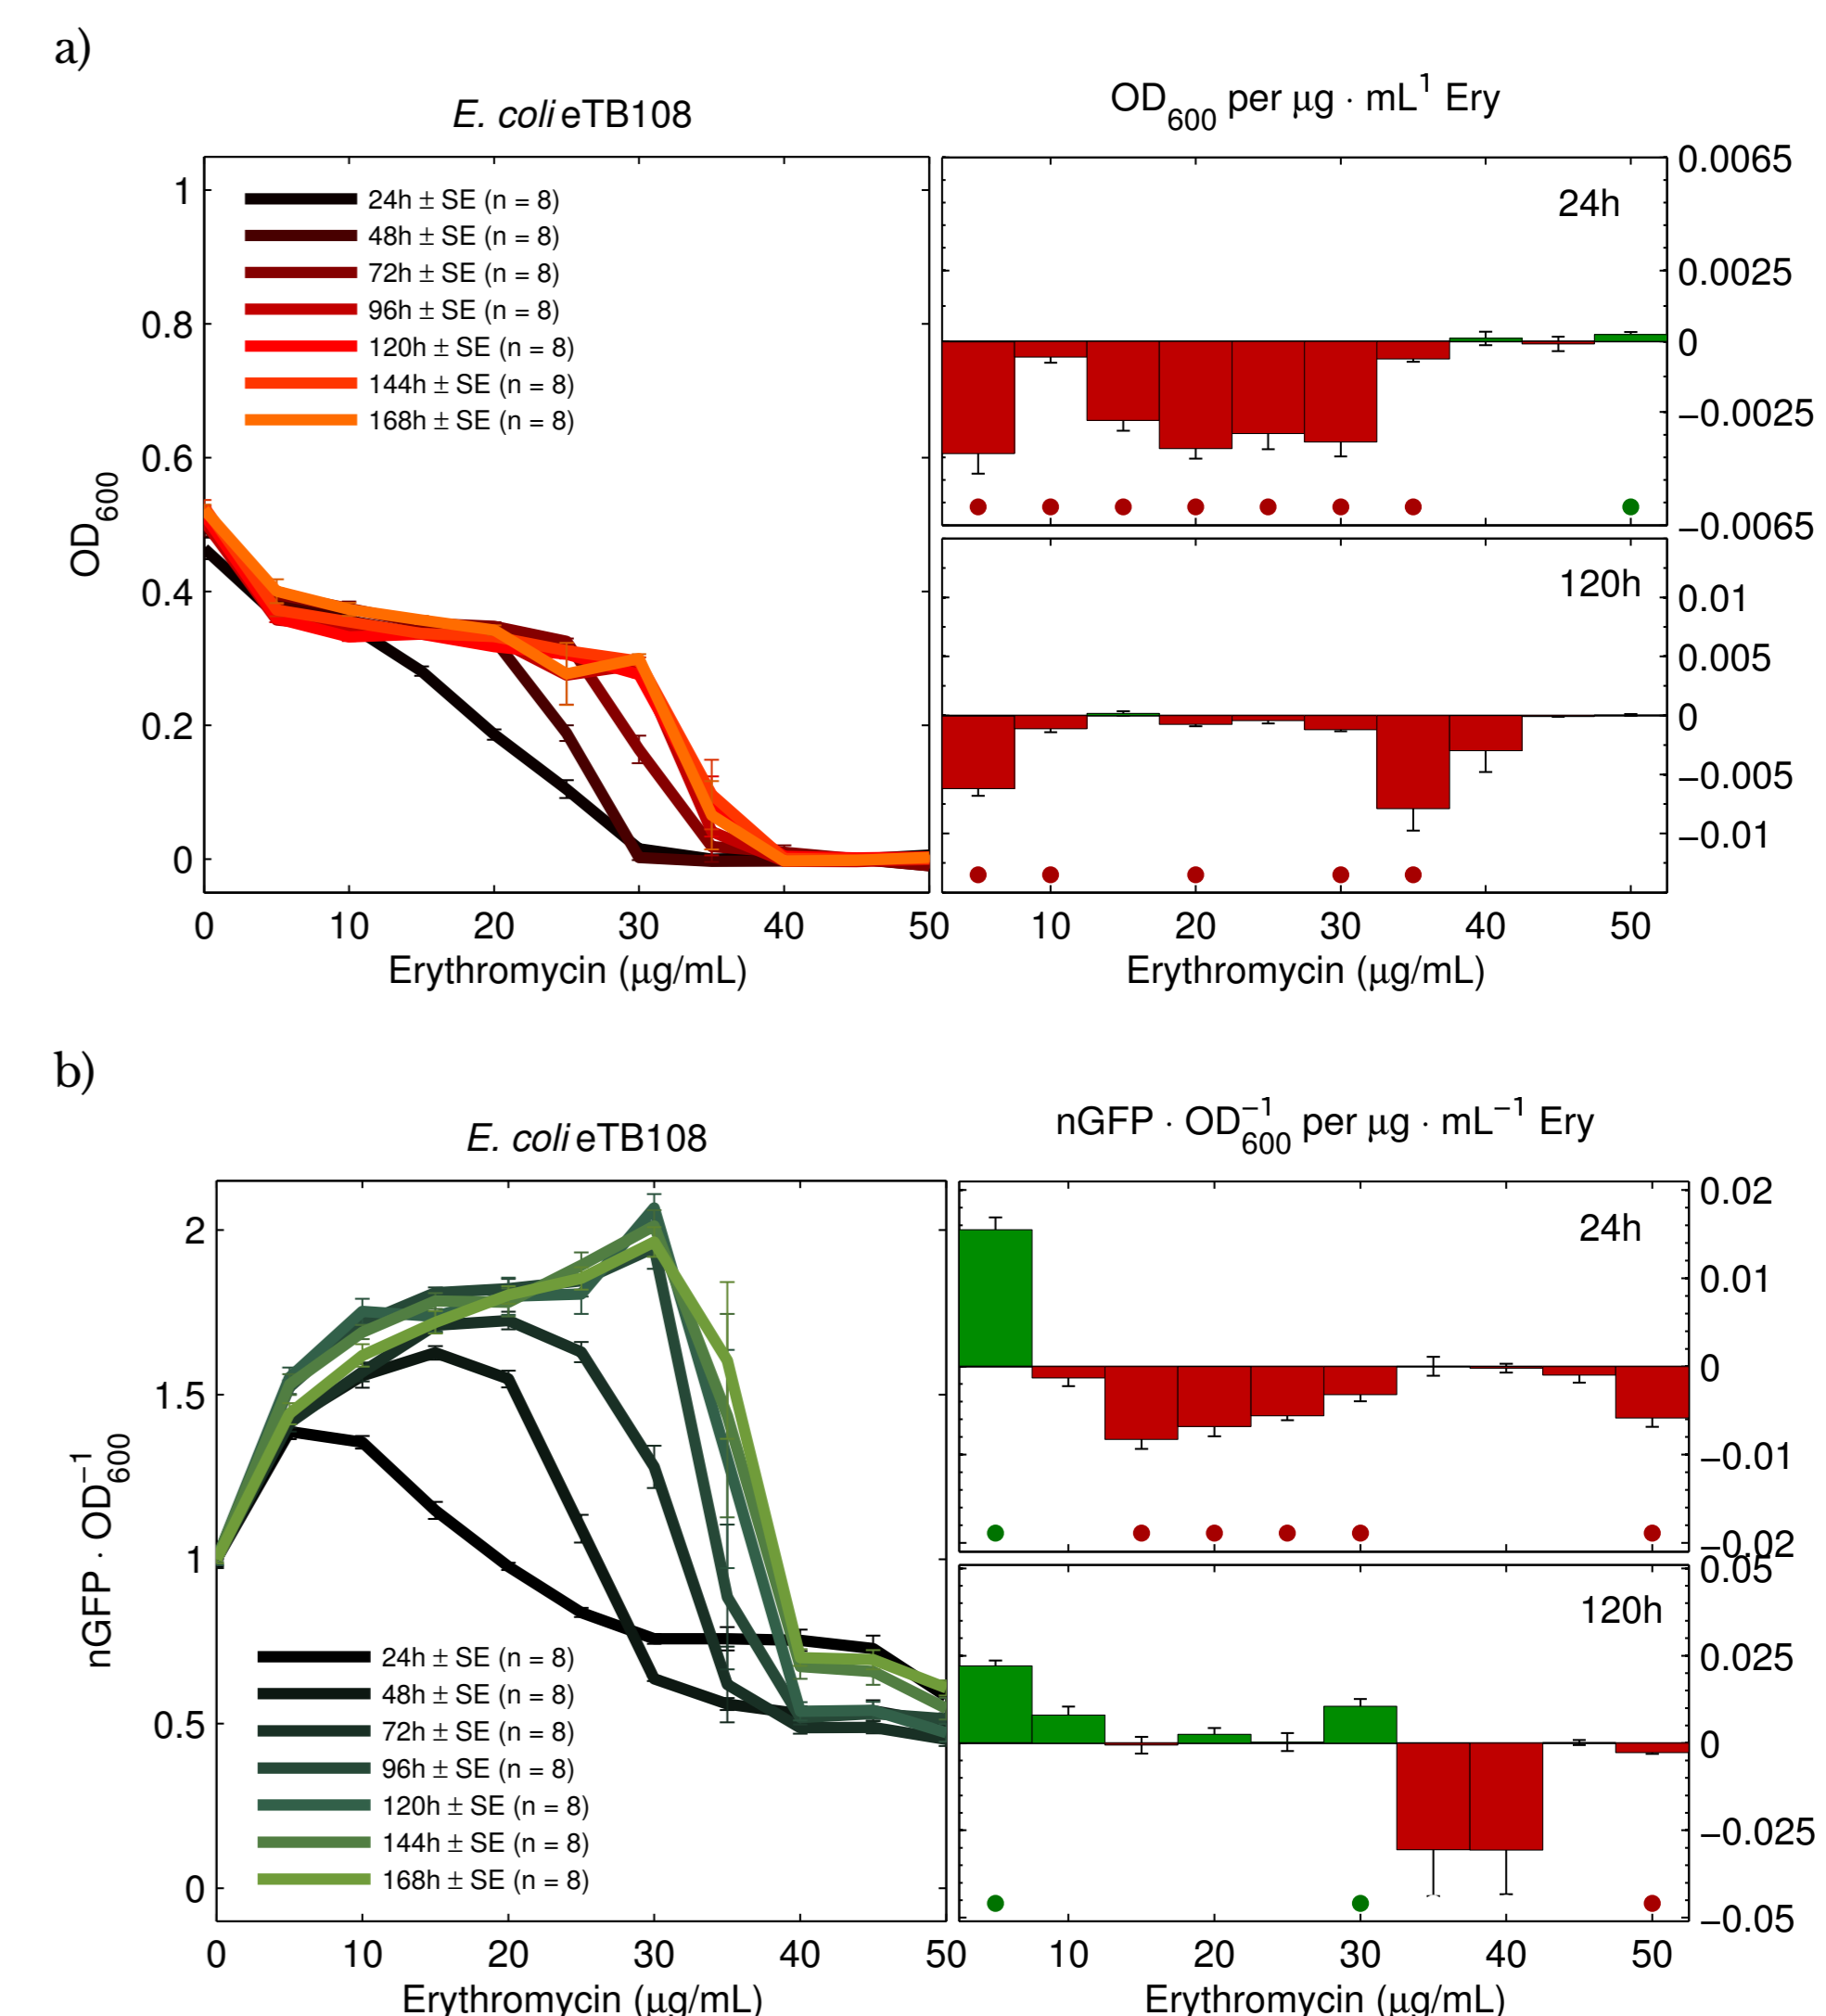 a)
E. coli eTB108
OD600 per μg · mL1 Ery
1
0.8
0.6
0.4
0.2
0
OD600
24h ± SE (n = 8)
48h ± SE (n = 8)
72h ± SE (n = 8)
96h ± SE (n = 8)
120h ± SE (n = 8)
144h ± SE (n = 8)
168h ± SE (n = 8)
0 10 20 30 40 50
Erythromycin (μg/mL)
24h
0.0065
0.0025
0
−0.0025
−0.0065
120h
0.01
0.005
0
−0.005
−0.01
10 20 30 40 50
Erythromycin (μg/mL)
b)
E. coli eTB108
nGFP · OD600−1 per μg · mL−1 Ery
2
1.5
1
0.5
0
nGFP · OD600−1
24h ± SE (n = 8)
48h ± SE (n = 8)
72h ± SE (n = 8)
96h ± SE (n = 8)
120h ± SE (n = 8)
144h ± SE (n = 8)
168h ± SE (n = 8)
0 10 20 30 40 50
Erythromycin (μg/mL)
24h
0.02
0.01
0
−0.01
−0.02
120h
0.05
0.025
0
−0.025
−0.05
10 20 30 40 50
Erythromycin (μg/mL)